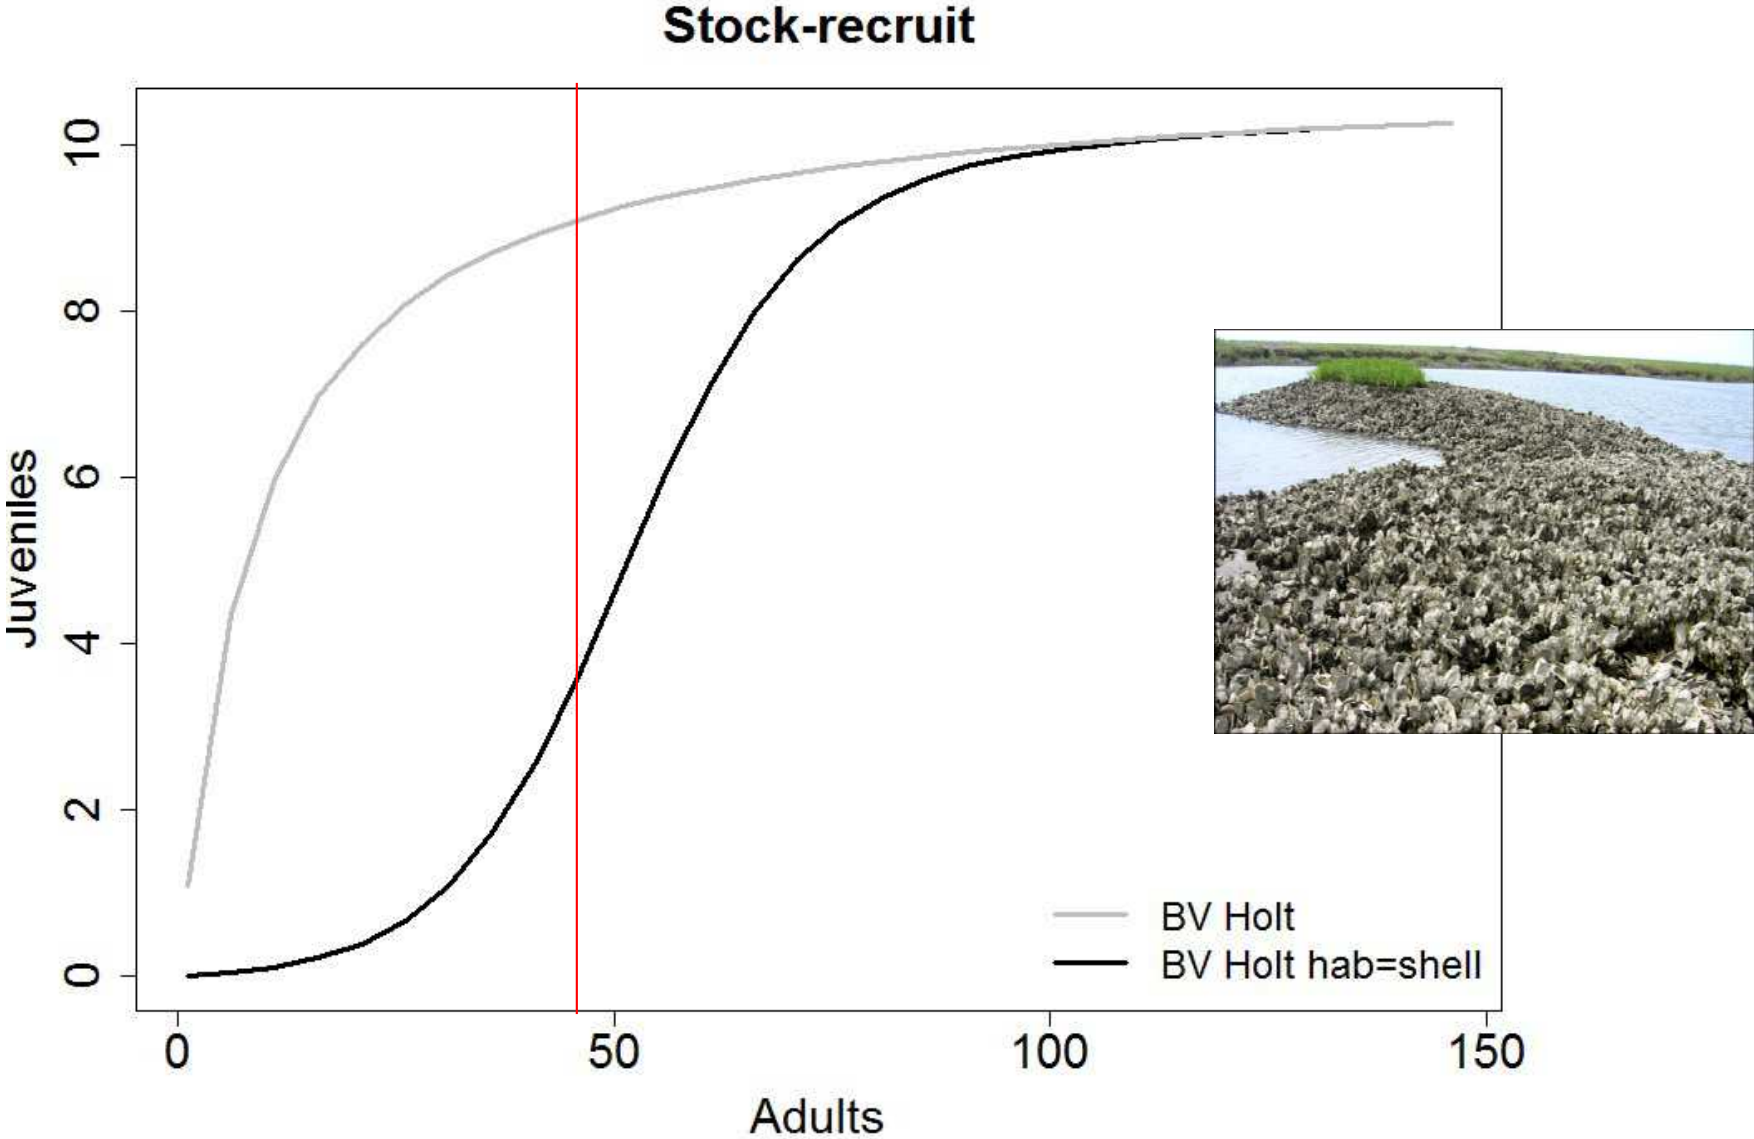 Stock-recruit
10
8
6
4
2
0
Juveniles
BV Holt
BV Holt hab=shell
0 50 100 150
Adults